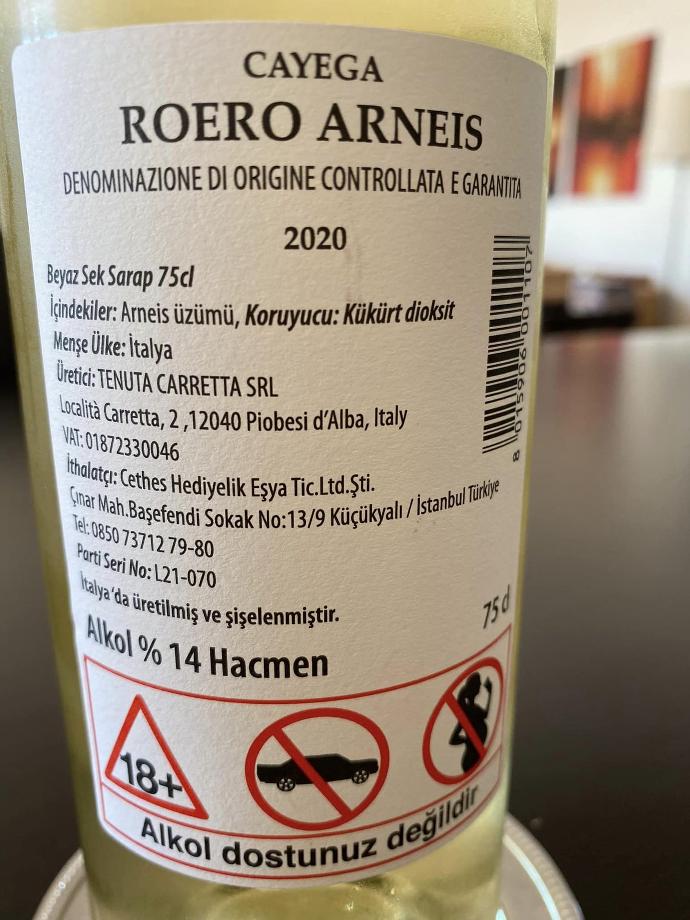 CAYEGA
ROERO ARNEIS
DENOMINAZIONE DI ORIGINE CONTROLLATA E GARANTITA
2020
Beyaz Sek Sarap 75cl
İçindekiler: Arneis üzümü, Koruyucu: Kükürt dioksit
Menşe Ülke: İtalya
Üretici: TENUTA CARRETTA SRL
Località Carretta, 2 ,12040 Piobesi d'Alba, Italy
VAT: 01872330046
İthalatçı: Cethes Hediyelik Eşya Tic.Ltd.Şti.
Çınar Mah.Başefendi Sokak No:13/9 Küçükyalı / İstanbul Türkiye
Tel: 0850 73712 79-80
Parti Seri No: L21-070
İtalya'da üretilmiş ve şişelenmiştir.
75 cl
Alkol % 14 Hacmen
8 015906 001107
18+
Alkol dostunuz değildir